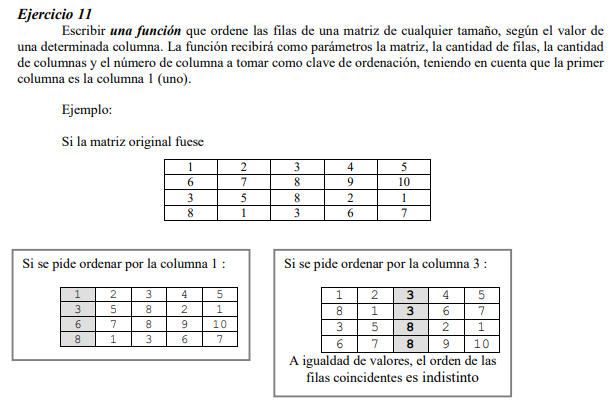 Ejercicio 11
Escribir una función que ordene las filas de una matriz de cualquier tamaño, según el valor de
una determinada columna. La función recibirá como parámetros la matriz, la cantidad de filas, la cantidad
de columnas y el número de columna a tomar como clave de ordenación, teniendo en cuenta que la primer
columna es la columna 1 (uno).
Ejemplo:
Si la matriz original fuese
1 2 3 4 5
6 7 8 9 10
3 5 8 2 1
8 1 3 6 7
Si se pide ordenar por la columna 1 :
1 2 3 4 5
3 5 8 2 1
6 7 8 9 10
8 1 3 6 7
Si se pide ordenar por la columna 3 :
1 2 3 4 5
8 1 3 6 7
3 5 8 2 1
6 7 8 9 10
A igualdad de valores, el orden de las
filas coincidentes es indistinto